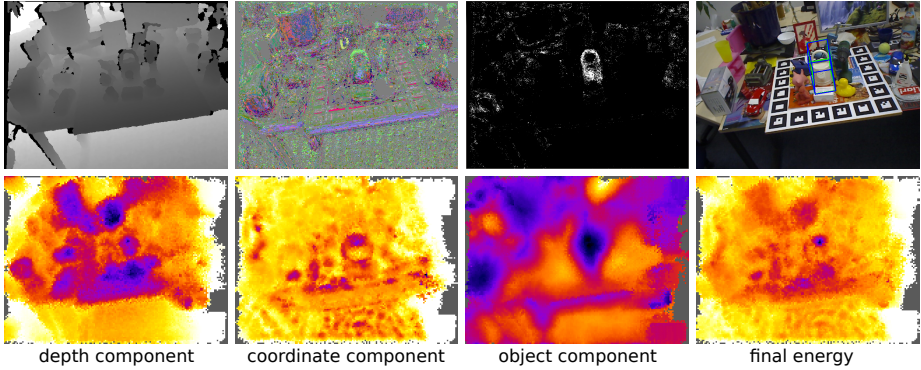 depth component
coordinate component
object component
final energy